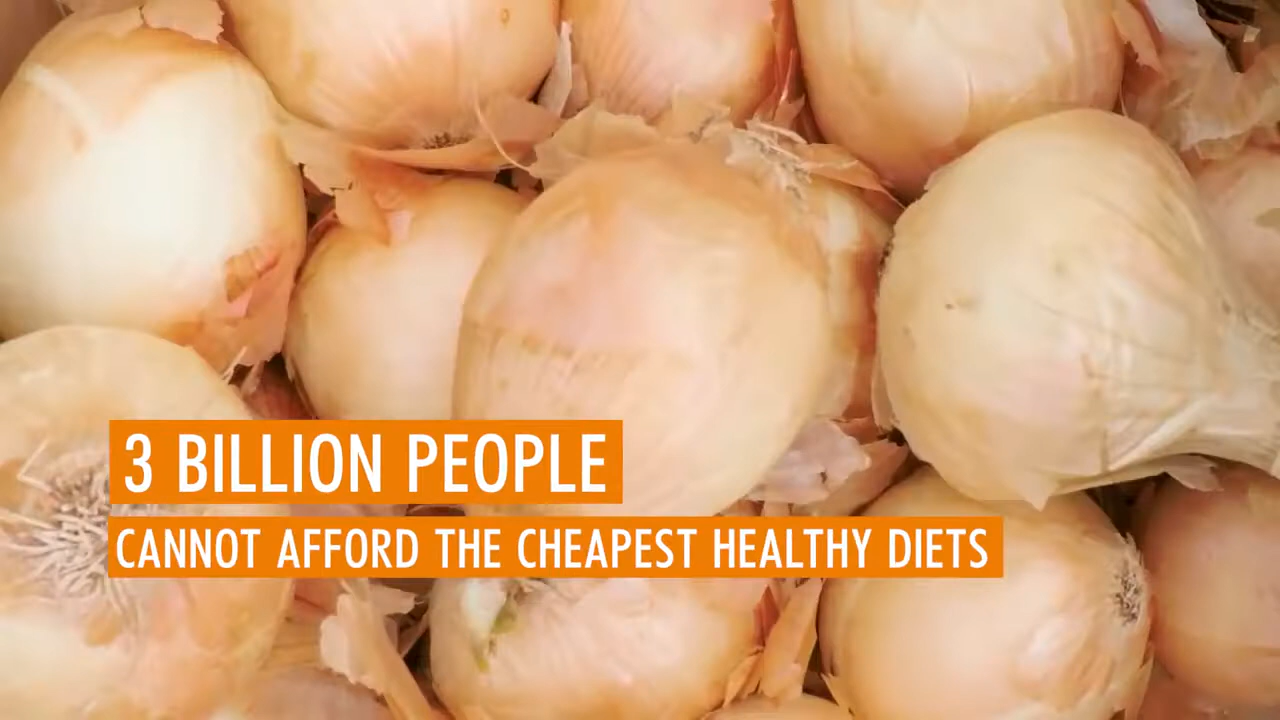 3 BILLION PEOPLE
CANNOT AFFORD THE CHEAPEST HEALTHY DIETS